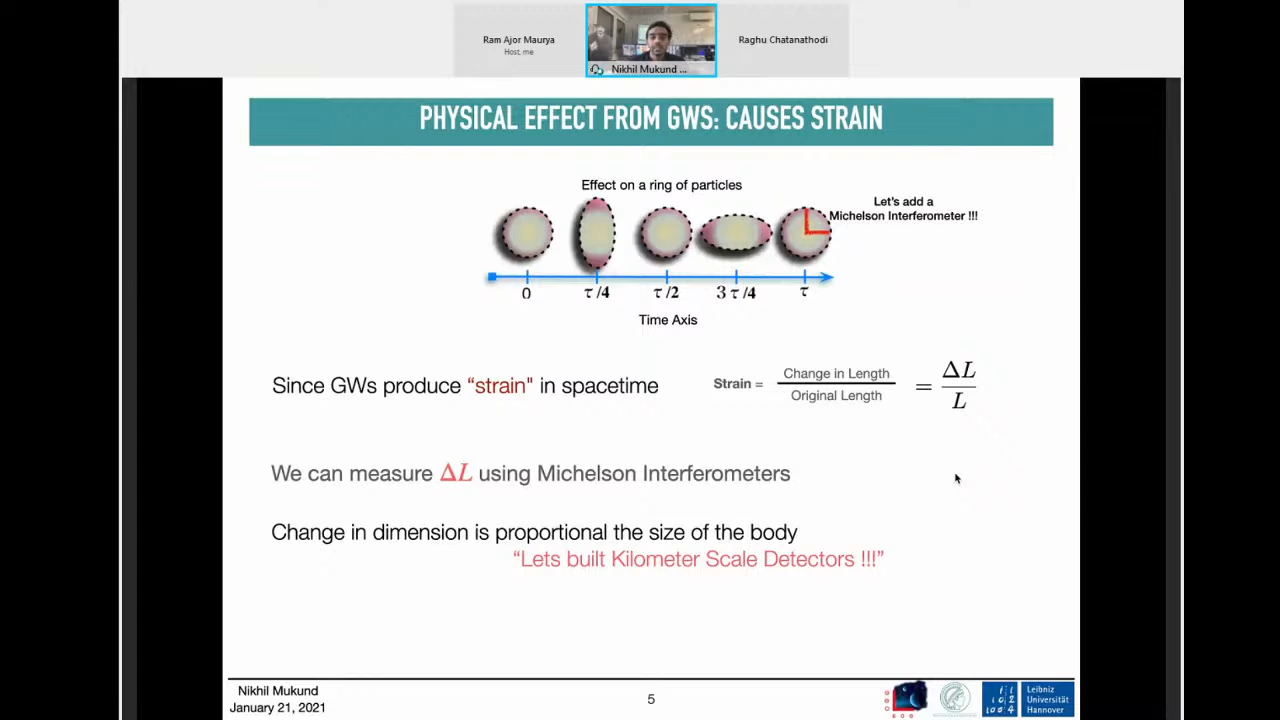 Ram Ajor Maurya
Host, me
Nikhil Mukund ...
Raghu Chatanathodi
PHYSICAL EFFECT FROM GWS: CAUSES STRAIN
Effect on a ring of particles
Let's add a
Michelson Interferometer !!!
0 τ/4 τ/2 3 τ/4 τ
Time Axis
Since GWs produce “strain" in spacetime
Strain = Change in Length / Original Length = ΔL / L
We can measure ΔL using Michelson Interferometers
Change in dimension is proportional the size of the body
“Lets built Kilometer Scale Detectors !!!”
Nikhil Mukund
January 21, 2021
5
Leibniz
Universität
Hannover